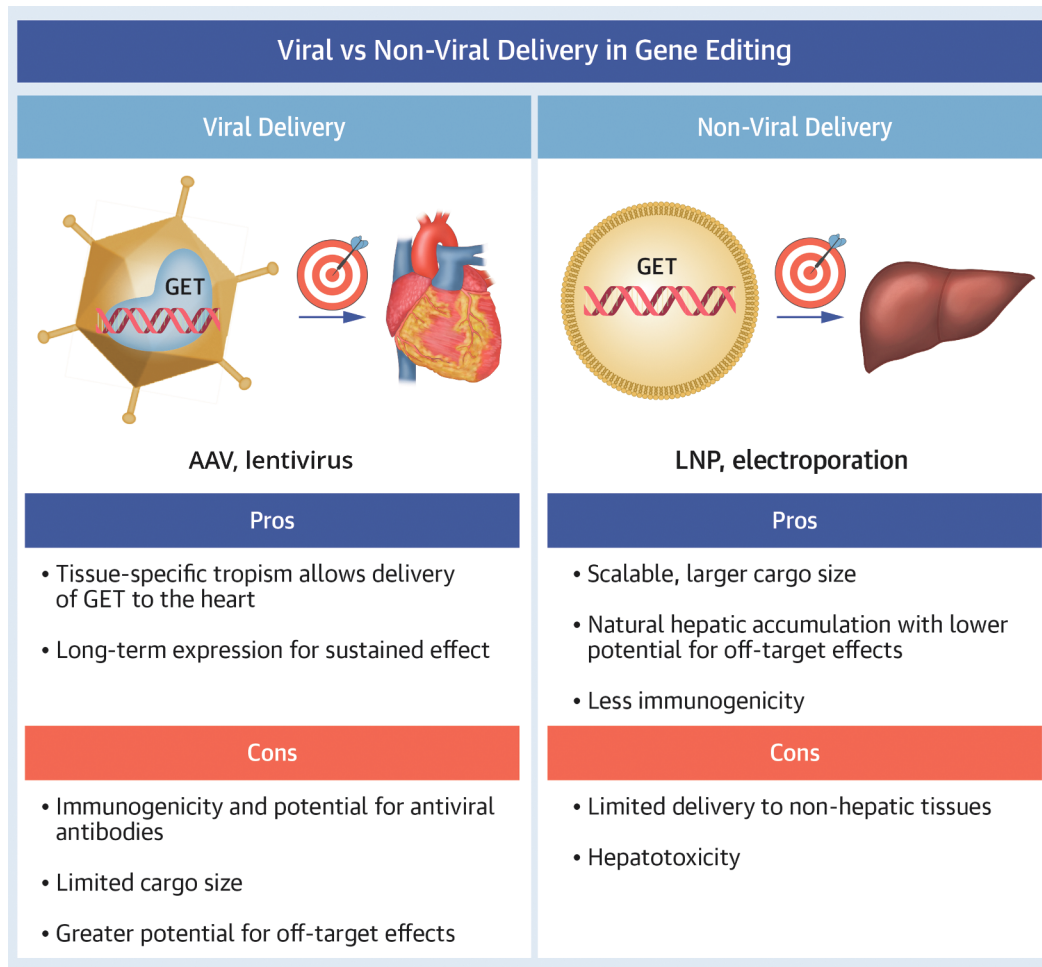 Viral vs Non-Viral Delivery in Gene Editing
Viral Delivery
GET
AAV, lentivirus
Pros
• Tissue-specific tropism allows delivery
of GET to the heart
• Long-term expression for sustained effect
Cons
• Immunogenicity and potential for antiviral
antibodies
• Limited cargo size
• Greater potential for off-target effects
Non-Viral Delivery
GET
LNP, electroporation
Pros
• Scalable, larger cargo size
• Natural hepatic accumulation with lower
potential for off-target effects
• Less immunogenicity
Cons
• Limited delivery to non-hepatic tissues
• Hepatotoxicity